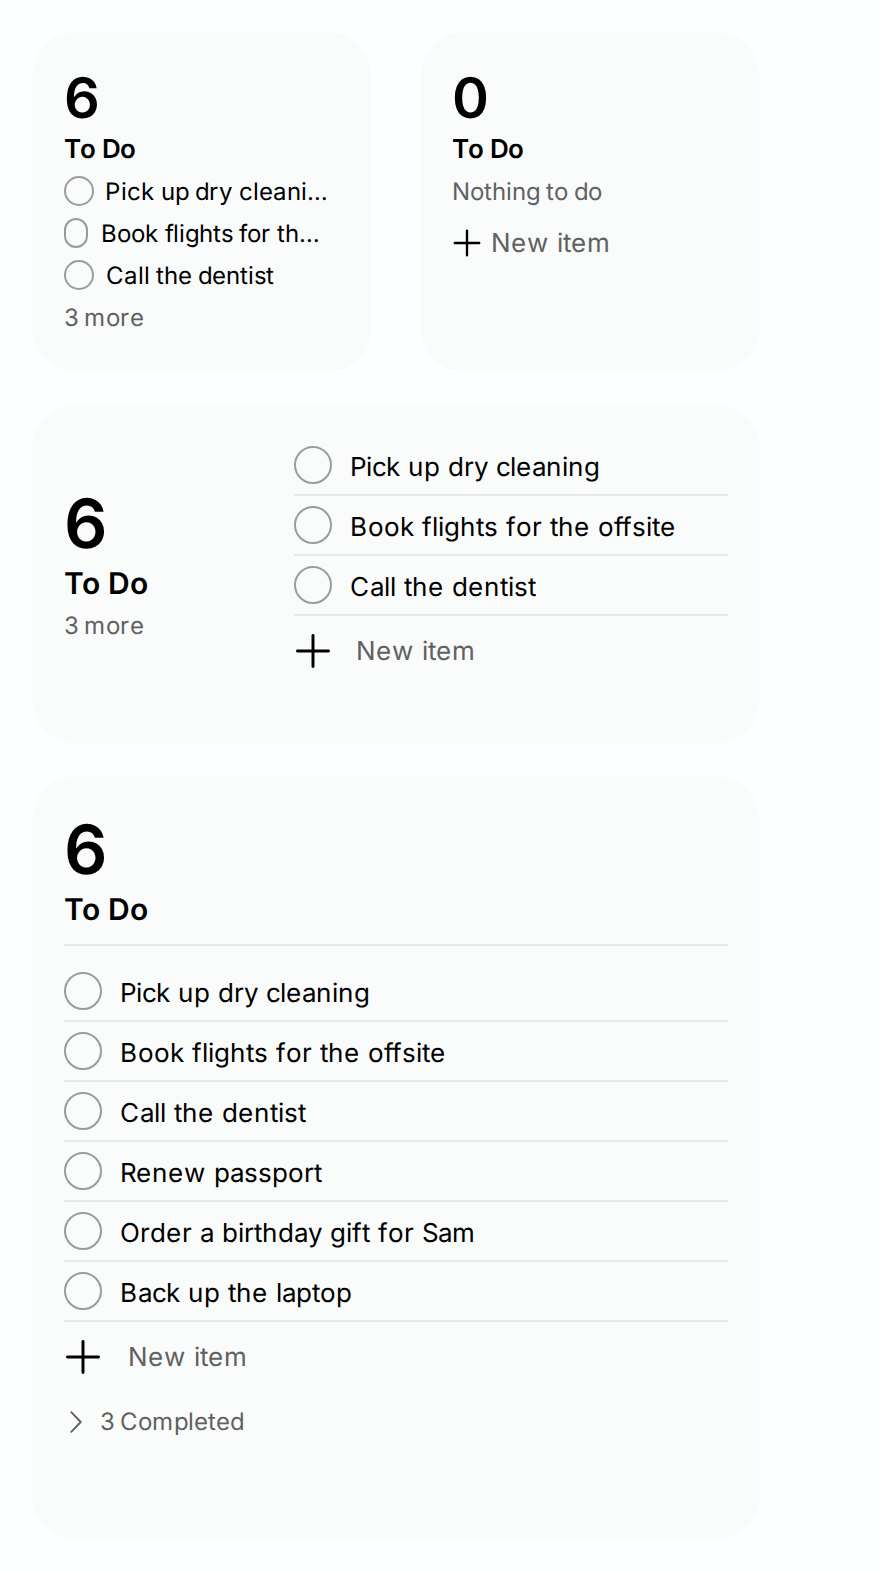 6
To Do
Pick up dry cleani...
Book flights for th...
Call the dentist
3 more
0
To Do
Nothing to do
New item
6
To Do
3 more
Pick up dry cleaning
Book flights for the offsite
Call the dentist
New item
6
To Do
Pick up dry cleaning
Book flights for the offsite
Call the dentist
Renew passport
Order a birthday gift for Sam
Back up the laptop
New item
3 Completed